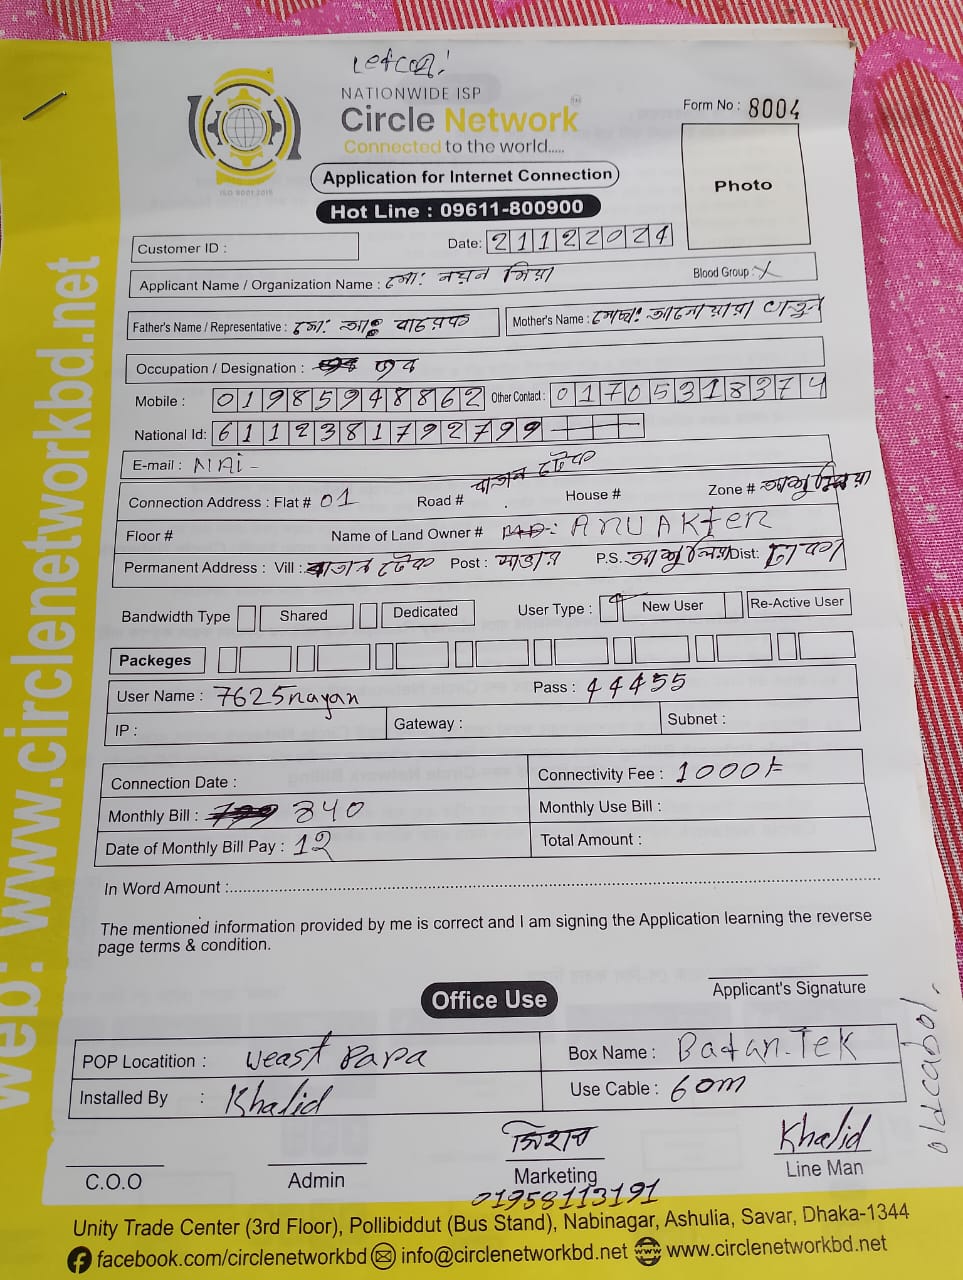 NATIONWIDE ISP
Circle Network
Connected to the world.....
ISO 9001:2015
Form No : 8004
Photo
Application for Internet Connection
Hot Line : 09611-800900
Customer ID :
Date: 21122024
Applicant Name / Organization Name : মো: নয়ন মিয়া
Blood Group : X
Father's Name / Representative : মো:
Mother's Name :
Occupation / Designation :
Mobile : 01985948862 Other Contact : 01705318374
National Id: 6112381792799
E-mail : NAi -
Connection Address : Flat # 01 Road # House # Zone #
Floor # Name of Land Owner # ANUAKTER
Permanent Address : Vill : Post : P.S. Dist: ঢাকা
Bandwidth Type Shared Dedicated User Type : New User Re-Active User
Packeges
User Name : 7625nayan Pass : 44455
IP : Gateway : Subnet :
Connection Date : Connectivity Fee : 1000/-
Monthly Bill : 840 Monthly Use Bill :
Date of Monthly Bill Pay : 12 Total Amount :
In Word Amount :
The mentioned information provided by me is correct and I am signing the Application learning the reverse
page terms & condition.
Applicant's Signature
Office Use
POP Locatition : weast para Box Name : Batan-Tek
Installed By : Khalid Use Cable : 60m
oldcabol.
Khalid
C.O.O Admin Marketing Line Man
01958113191
Unity Trade Center (3rd Floor), Pollibiddut (Bus Stand), Nabinagar, Ashulia, Savar, Dhaka-1344
facebook.com/circlenetworkbd info@circlenetworkbd.net www.circlenetworkbd.net
web: www.circlenetworkbd.net